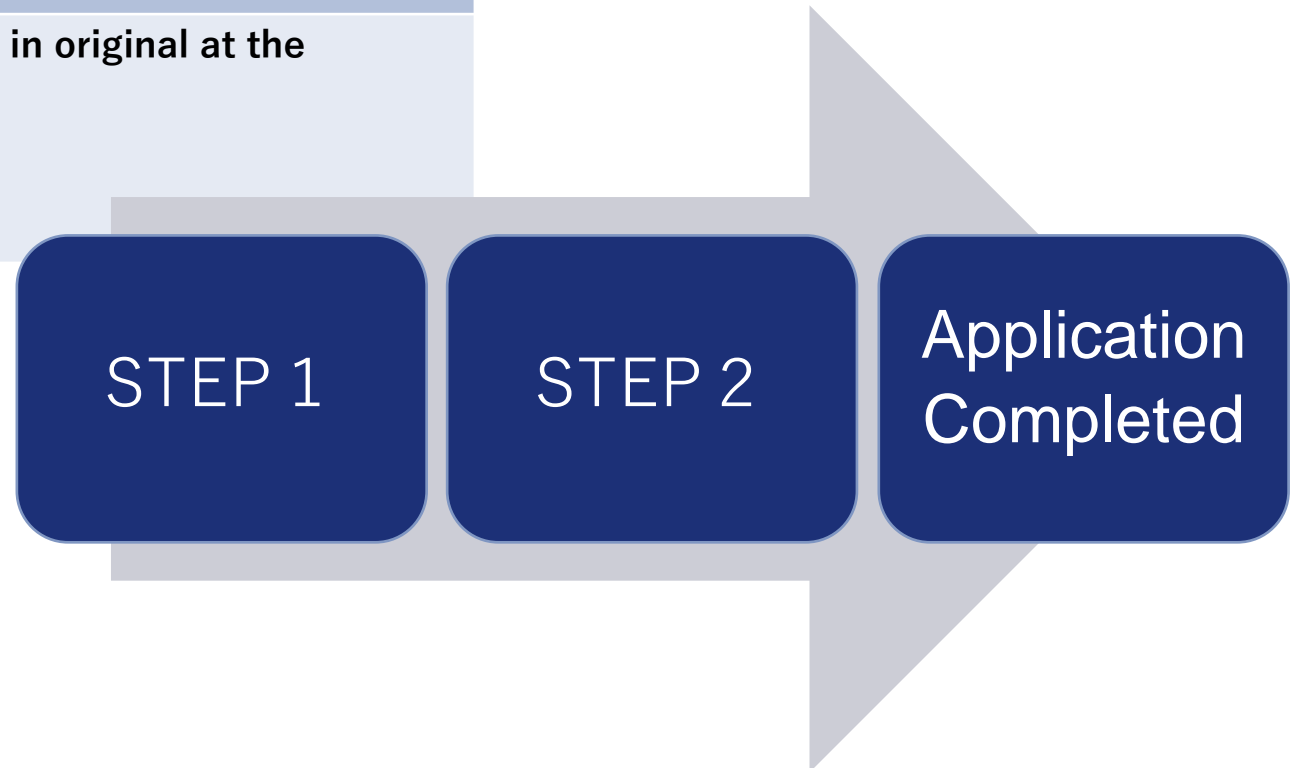 in original at the
STEP 1
STEP 2
Application
Completed